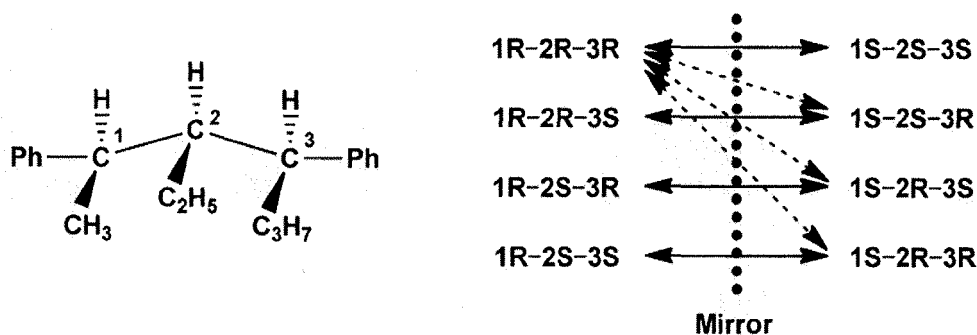 H
H
H
1
2
3
Ph C C C Ph
CH3
C2H5
C3H7
1R-2R-3R 1S-2S-3S
1R-2R-3S 1S-2S-3R
1R-2S-3R 1S-2R-3S
1R-2S-3S 1S-2R-3R
Mirror